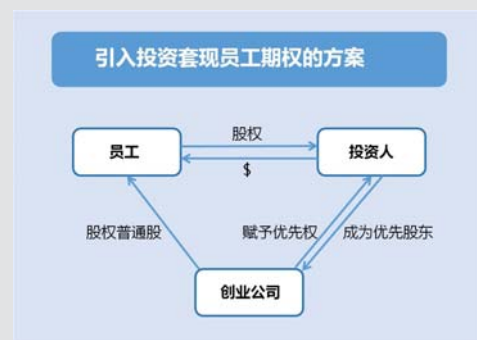 引入投资套现员工期权的方案
股权
员工
投资人
$
股权普通股
赋予优先权
成为优先股东
创业公司